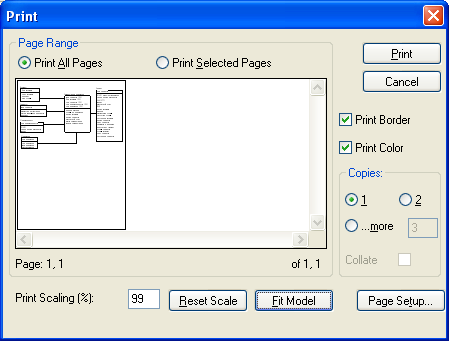 Print
Page Range
Print All Pages
Print Selected Pages
Print
Cancel
Print Border
Print Color
Copies:
1
2
...more
3
Collate
Page: 1, 1
of 1, 1
Print Scaling (%):
99
Reset Scale
Fit Model
Page Setup...